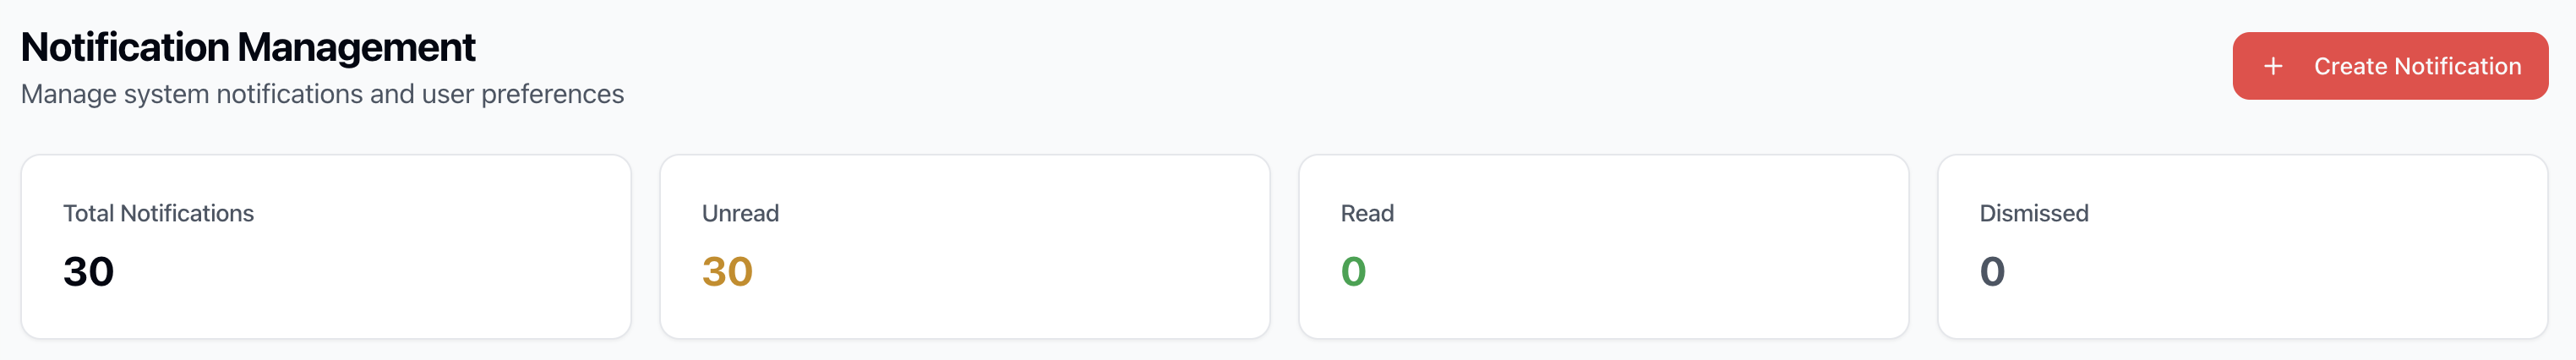 Notification Management
Manage system notifications and user preferences
+ Create Notification
Total Notifications
30
Unread
30
Read
0
Dismissed
0